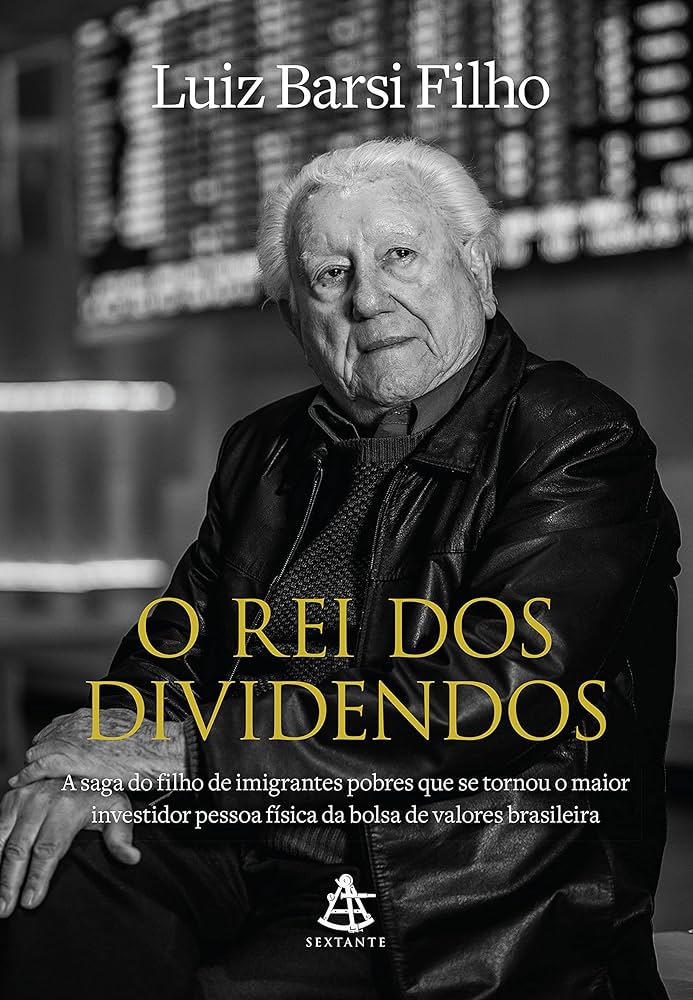 Luiz Barsi Filho
O REI DOS
DIVIDENDOS
A saga do filho de imigrantes pobres que se tornou o maior
investidor pessoa física da bolsa de valores brasileira
SEXTANTE